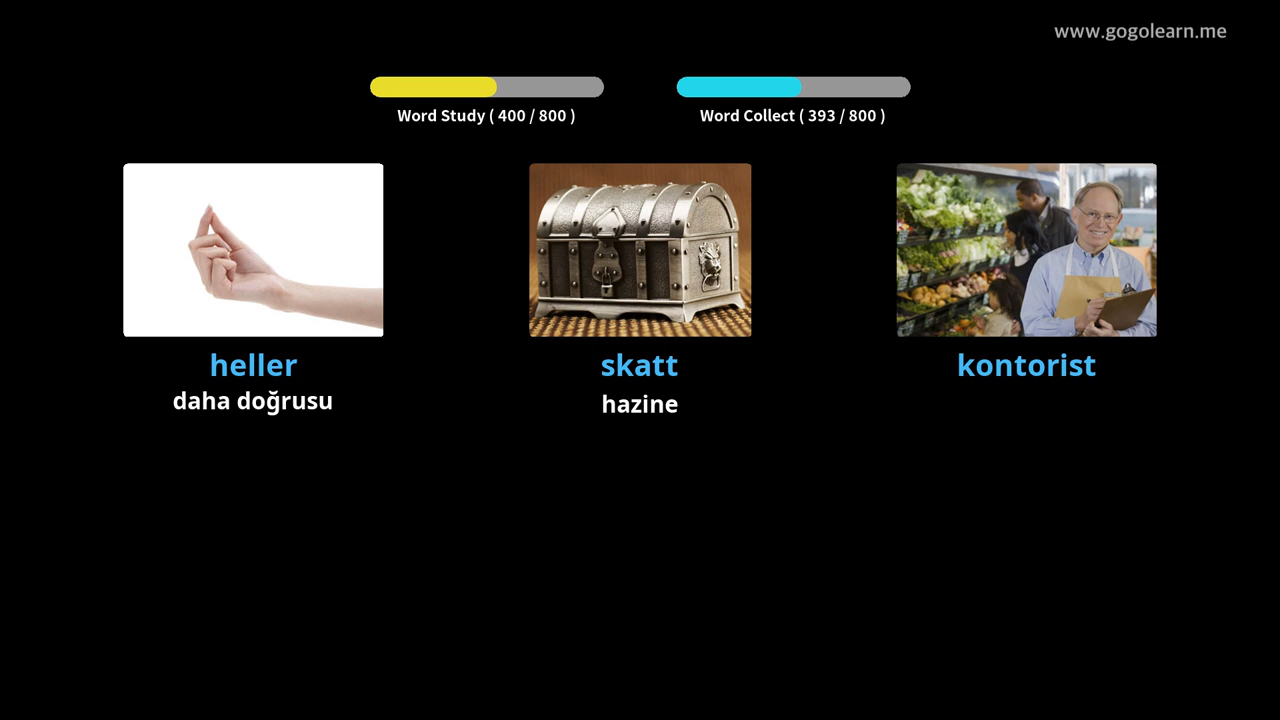 www.gogolearn.me
Word Study ( 400 / 800 )
Word Collect ( 393 / 800 )
heller
daha doğrusu
skatt
hazine
kontorist